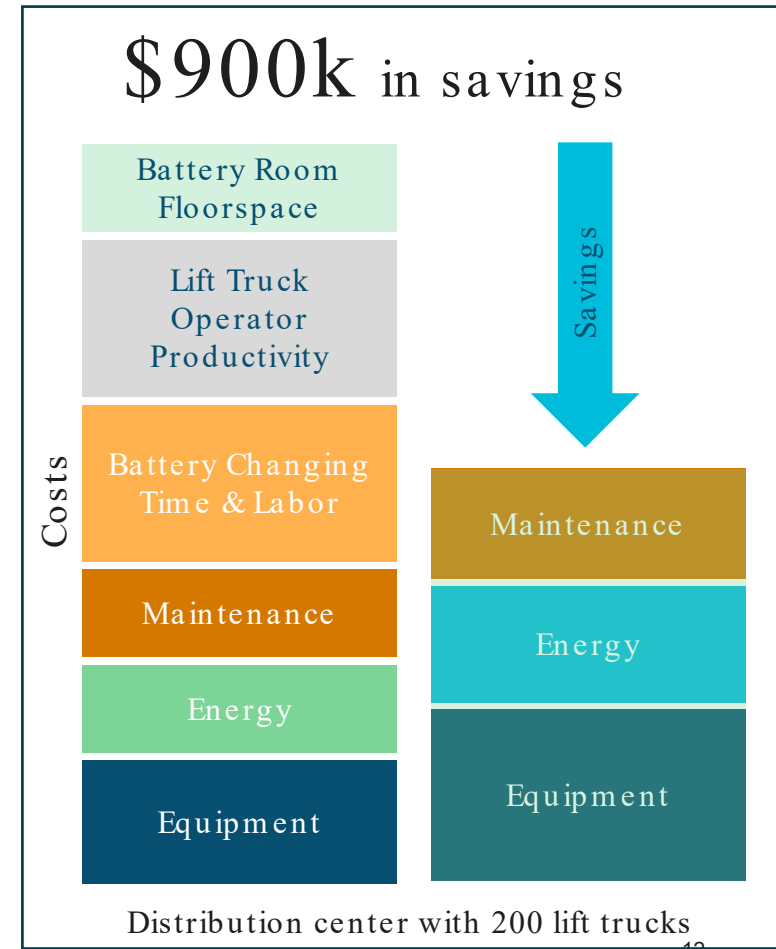 $900k in savings
Battery Room
Floorspace
Lift Truck
Operator
Productivity
Battery Changing
Time & Labor
Maintenance
Energy
Equipment
Costs
Savings
Maintenance
Energy
Equipment
Distribution center with 200 lift trucks